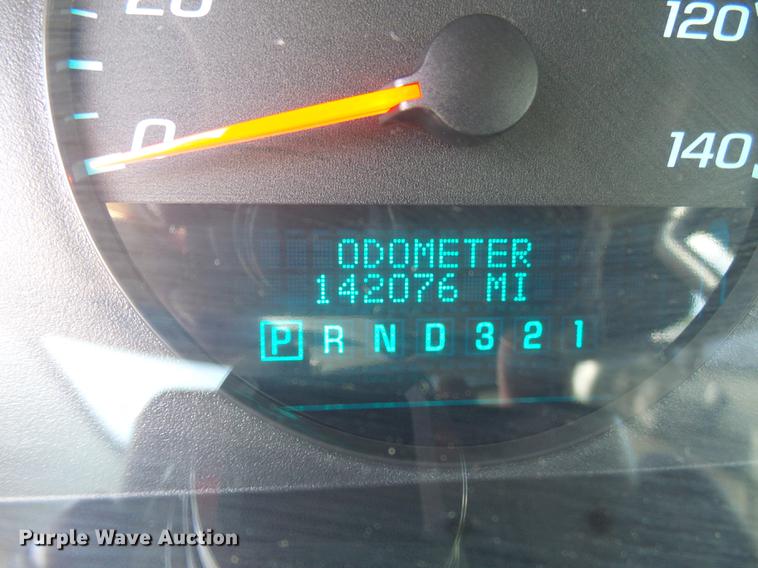 20
120
0
140
ODOMETER
142076 MI
P R N D 3 2 1
Purple Wave Auction